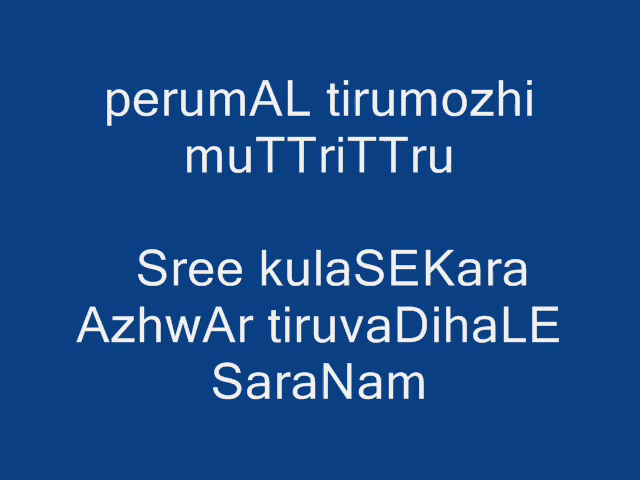 perumAL tirumozhi
muTTriTTru
Sree kulaSEKara
AzhwAr tiruvaDihaLE
SaraNam